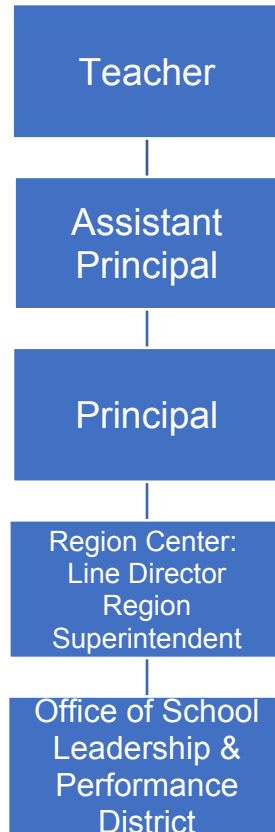 Teacher
Assistant
Principal
Principal
Region Center:
Line Director
Region
Superintendent
Office of School
Leadership &
Performance
District